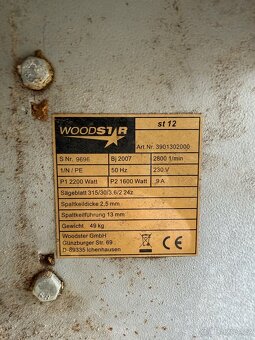 WOODSTAR
st 12
Art Nr. 3901302000
S Nr. 9696 Bj 2007 2800 1/min
1/N / PE 50 Hz 230 V
P1 2200 Watt P2 1600 Watt 9 A
Sägeblatt 315/30/3.6/2 24z
Spaltkeildicke 2,5 mm
Spaltkeilführung 13 mm
Gewicht 49 kg
Woodster GmbH
Günzburger Str. 69
D-89335 Ichenhausen
CE